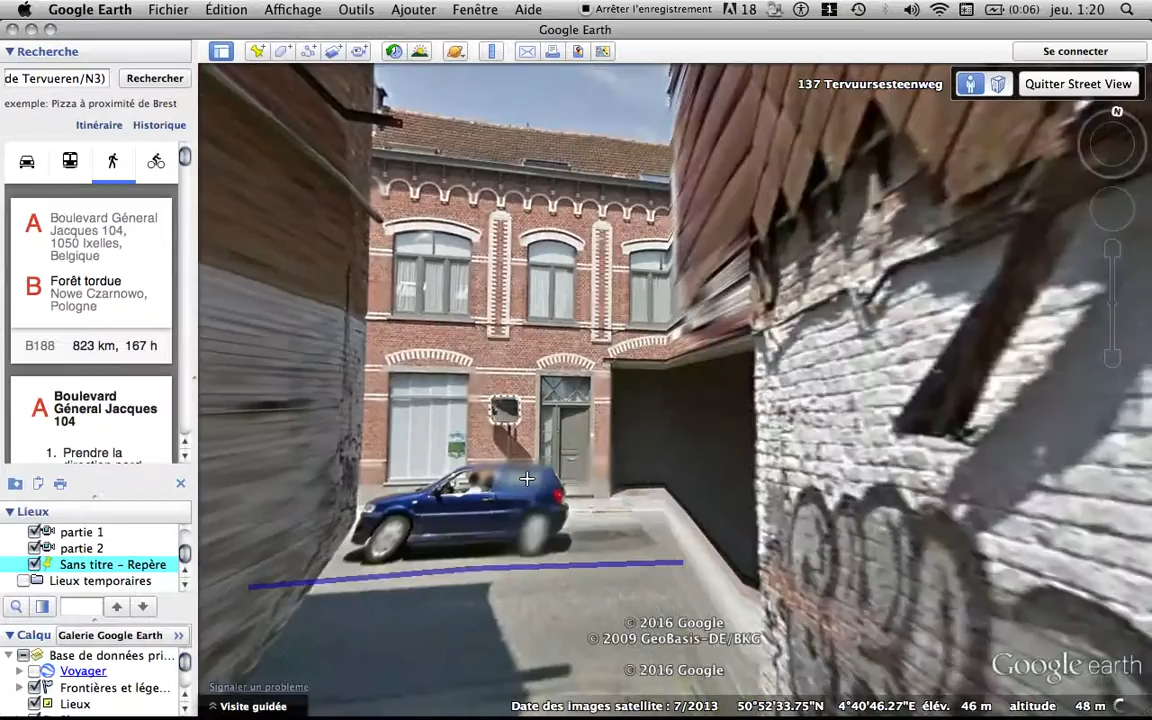 Google Earth Fichier Édition Affichage Outils Ajouter Fenêtre Aide Arrêter l'enregistrement 18 1 (0:06) jeu. 1:20
Google Earth
Recherche
Se connecter
de Tervueren/N3) Rechercher
137 Tervuursesteenweg Quitter Street View
exemple: Pizza à proximité de Brest
N
Itinéraire Historique
A Boulevard Géneral
Jacques 104,
1050 Ixelles,
Belgique
B Forêt tordue
Nowe Czarnowo,
Pologne
B188 823 km, 167 h
A Boulevard
Géneral Jacques
104
1. Prendre la
Lieux
partie 1
partie 2
Sans titre – Repère
Lieux temporaires
Calqu Galerie Google Earth >>
Base de données pri...
Voyager
Frontières et lége...
Lieux
© 2016 Google
© 2009 GeoBasis-DE/BKG
© 2016 Google
Google earth
Signaler un problème
Visite guidée
Date des images satellite : 7/2013 50°52'33.75"N 4°40'46.27"E élév. 46 m altitude 48 m